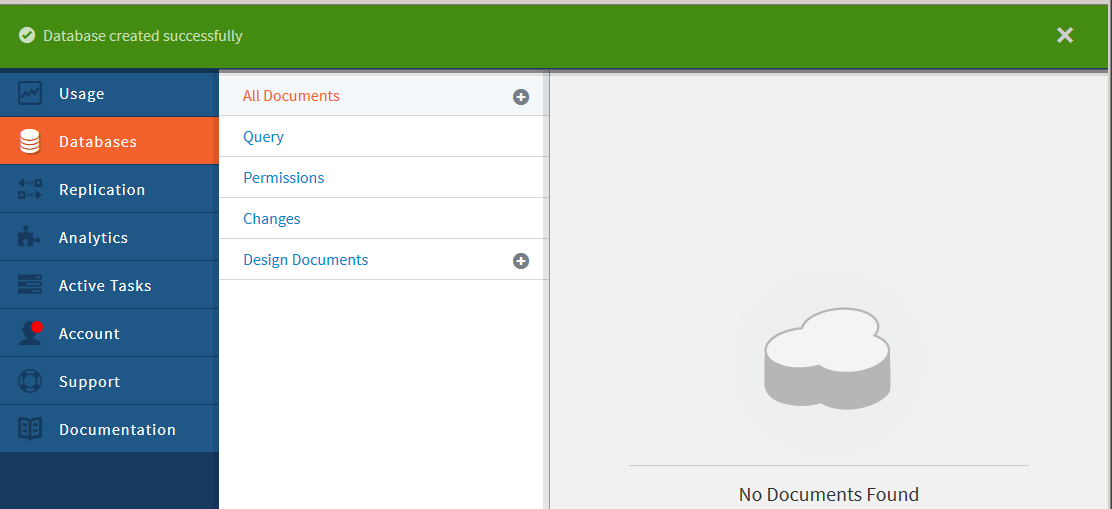 Database created successfully
Usage
Databases
Replication
Analytics
Active Tasks
Account
Support
Documentation
All Documents
Query
Permissions
Changes
Design Documents
No Documents Found